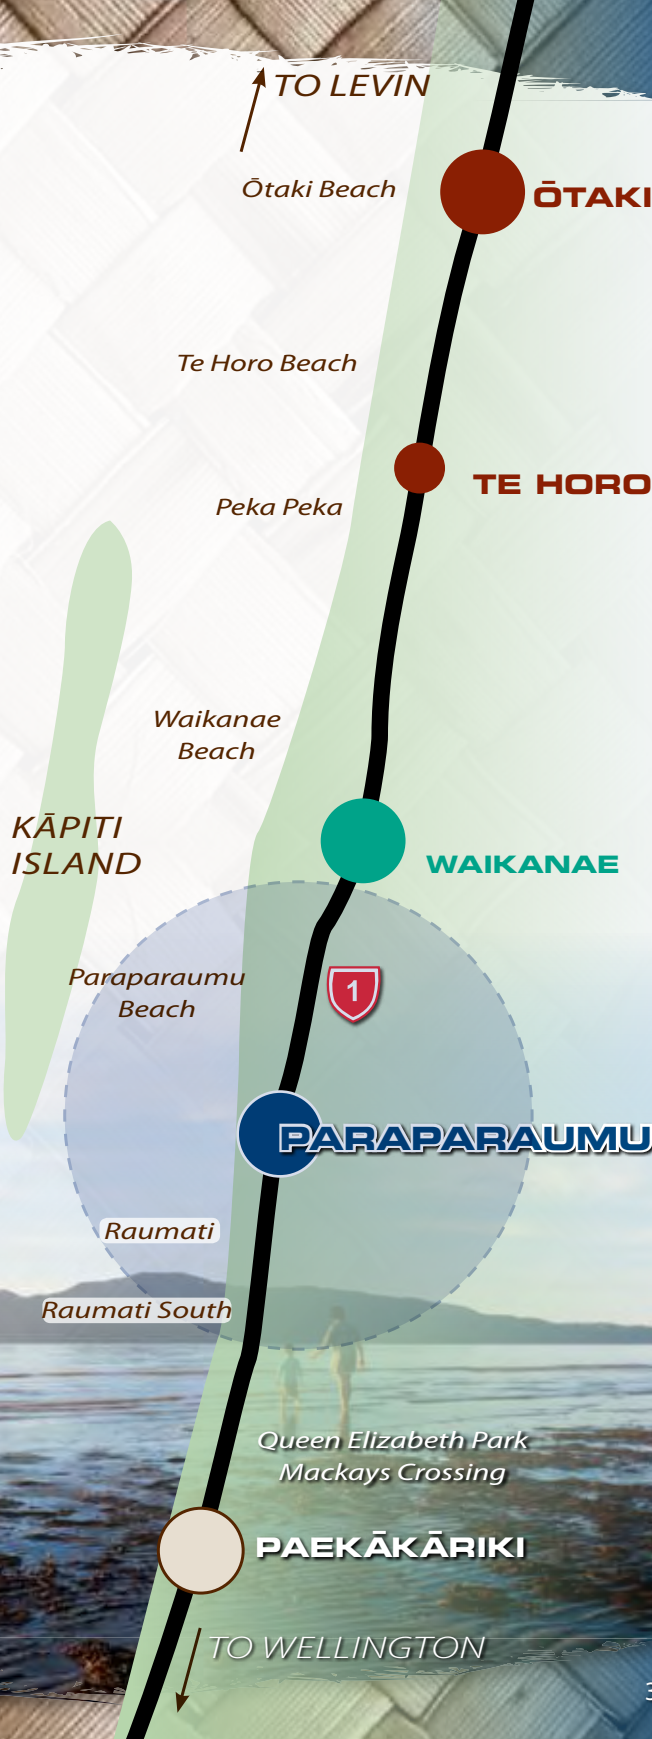 TO LEVIN
Ōtaki Beach
ŌTAKI
Te Horo Beach
TE HORO
Peka Peka
Waikanae
Beach
KĀPITI
ISLAND
WAIKANAE
Paraparaumu
Beach
1
PARAPARAUMU
Raumati
Raumati South
Queen Elizabeth Park
Mackays Crossing
PAEKĀKĀRIKI
TO WELLINGTON
3